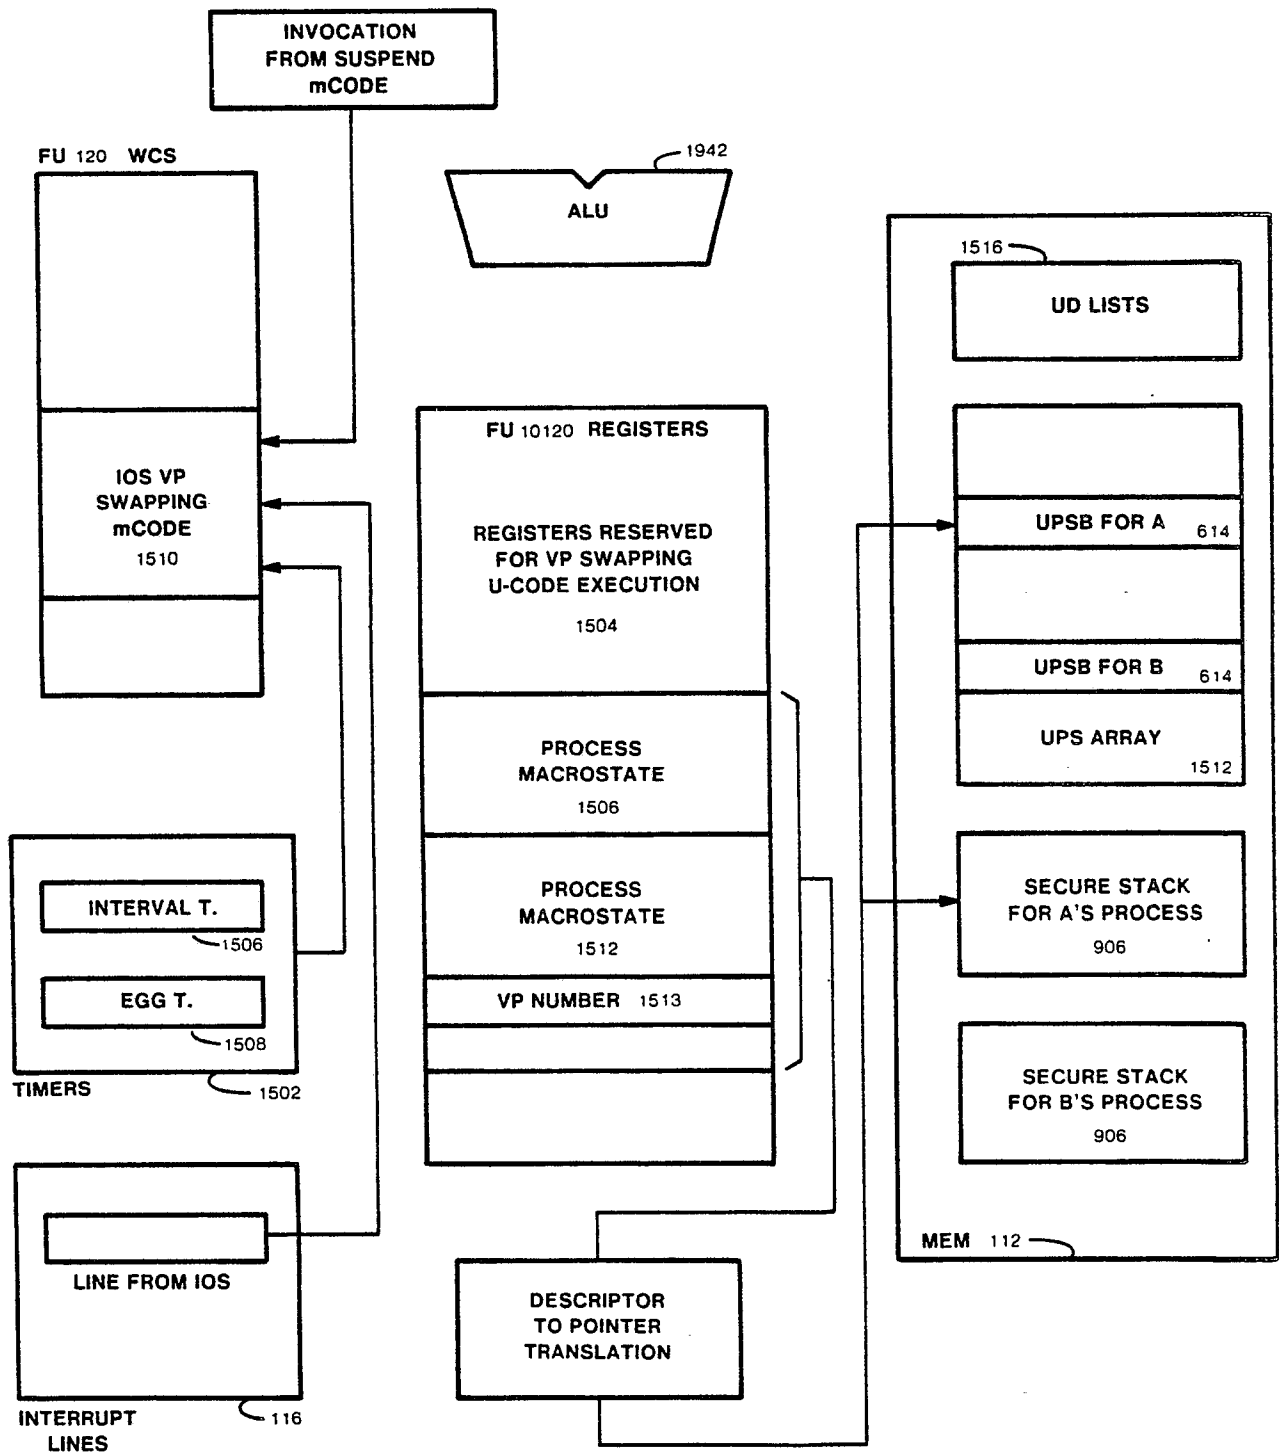 INVOCATION
FROM SUSPEND
mCODE
FU 120 WCS
1942
ALU
1516
UD LISTS
FU 10120 REGISTERS
IOS VP
SWAPPING
mCODE
1510
REGISTERS RESERVED
FOR VP SWAPPING
U-CODE EXECUTION
1504
UPSB FOR A 614
UPSB FOR B 614
UPS ARRAY
1512
PROCESS
MACROSTATE
1506
PROCESS
MACROSTATE
1512
VP NUMBER 1513
INTERVAL T.
1506
EGG T.
1508
TIMERS 1502
SECURE STACK
FOR A'S PROCESS
906
SECURE STACK
FOR B'S PROCESS
906
MEM 112
LINE FROM IOS
INTERRUPT
LINES
116
DESCRIPTOR
TO POINTER
TRANSLATION